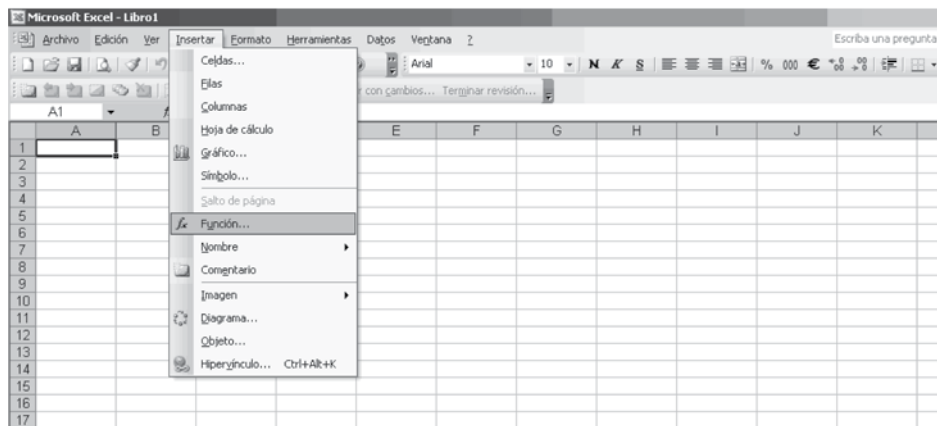 Microsoft Excel - Libro1
Archivo Edición Ver Insertar Formato Herramientas Datos Ventana ? Escriba una pregunta
Arial 10 N K S % 000 €
con cambios... Terminar revisión...
A1
A B E F G H I J K
Celdas...
Filas
Columnas
Hoja de cálculo
Gráfico...
Símbolo...
Salto de página
fx Función...
Nombre
Comentario
Imagen
Diagrama...
Objeto...
Hipervínculo... Ctrl+Alt+K
1
2
3
4
5
6
7
8
9
10
11
12
13
14
15
16
17